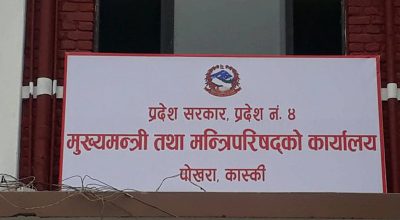 प्रदेश सरकार, प्रदेश नं. ४
मुख्यमन्त्री तथा मन्त्रिपरिषद्को कार्यालय
पोखरा, कास्की